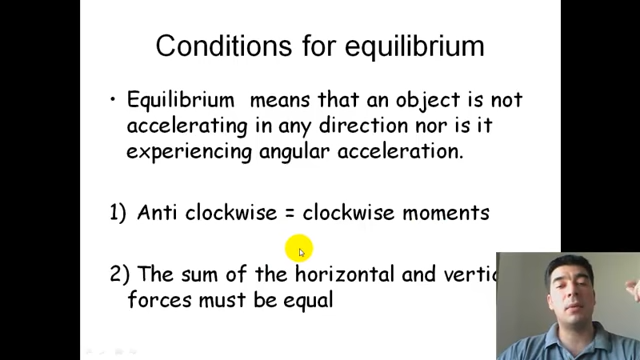 Conditions for equilibrium
• Equilibrium means that an object is not
accelerating in any direction nor is it
experiencing angular acceleration.
1) Anti clockwise = clockwise moments
2) The sum of the horizontal and vertic
forces must be equal